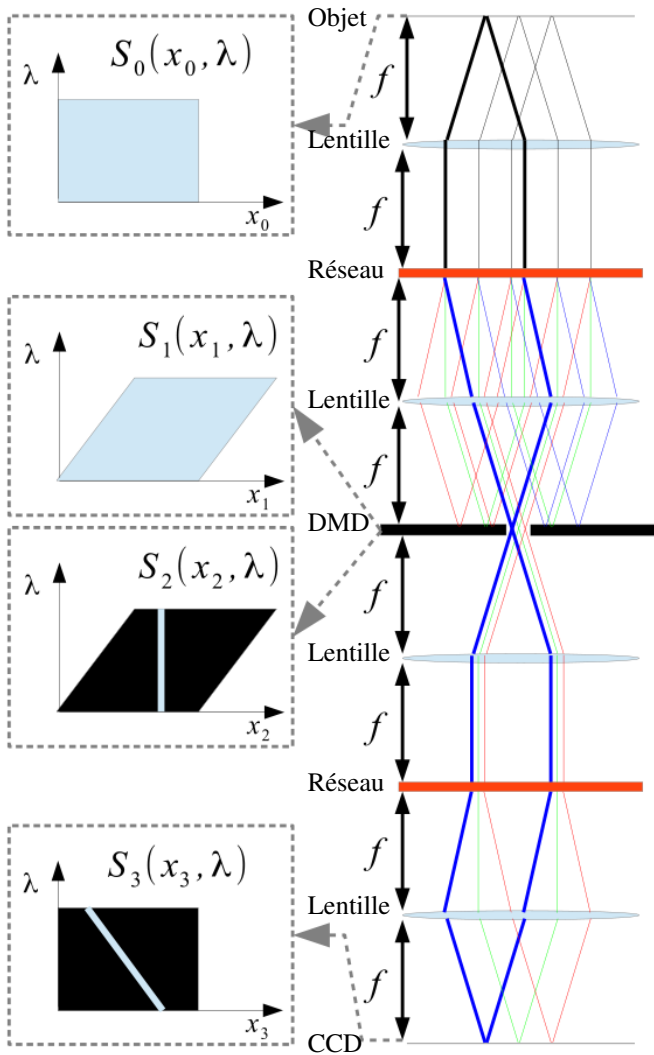 Objet
S₀(x₀, λ)
λ
x₀
f
Lentille
f
Réseau
S₁(x₁, λ)
λ
x₁
f
Lentille
f
DMD
S₂(x₂, λ)
λ
x₂
f
Lentille
f
Réseau
S₃(x₃, λ)
λ
x₃
f
Lentille
f
CCD